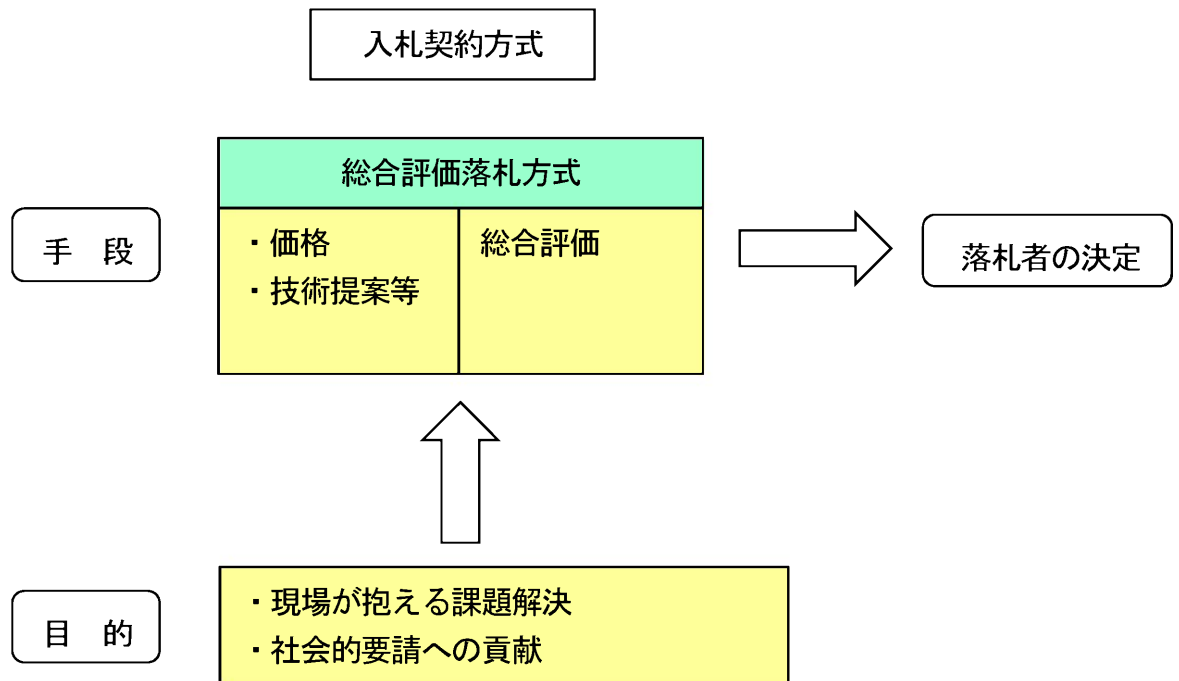 入札契約方式
総合評価落札方式
手　段
・価格
・技術提案等
総合評価
落札者の決定
目　的
・現場が抱える課題解決
・社会的要請への貢献